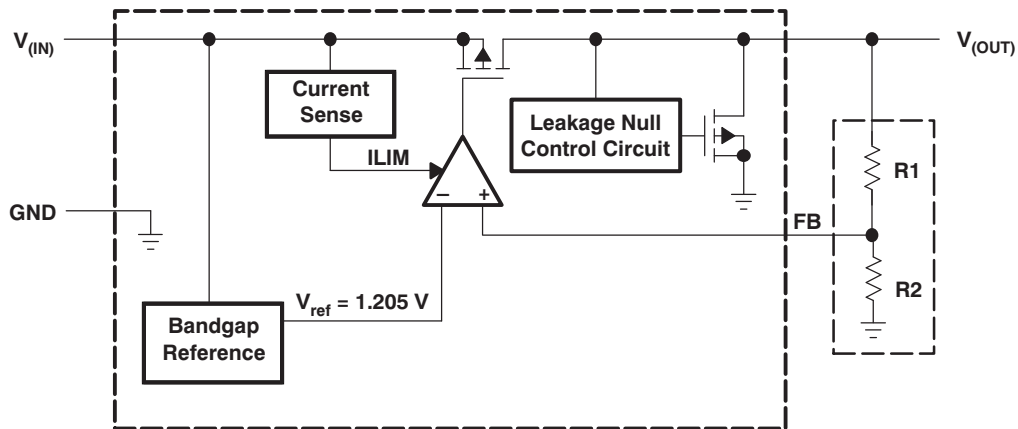 V(IN)
V(OUT)
Current
Sense
Leakage Null
Control Circuit
ILIM
R1
− +
GND
FB
R2
Vref = 1.205 V
Bandgap
Reference